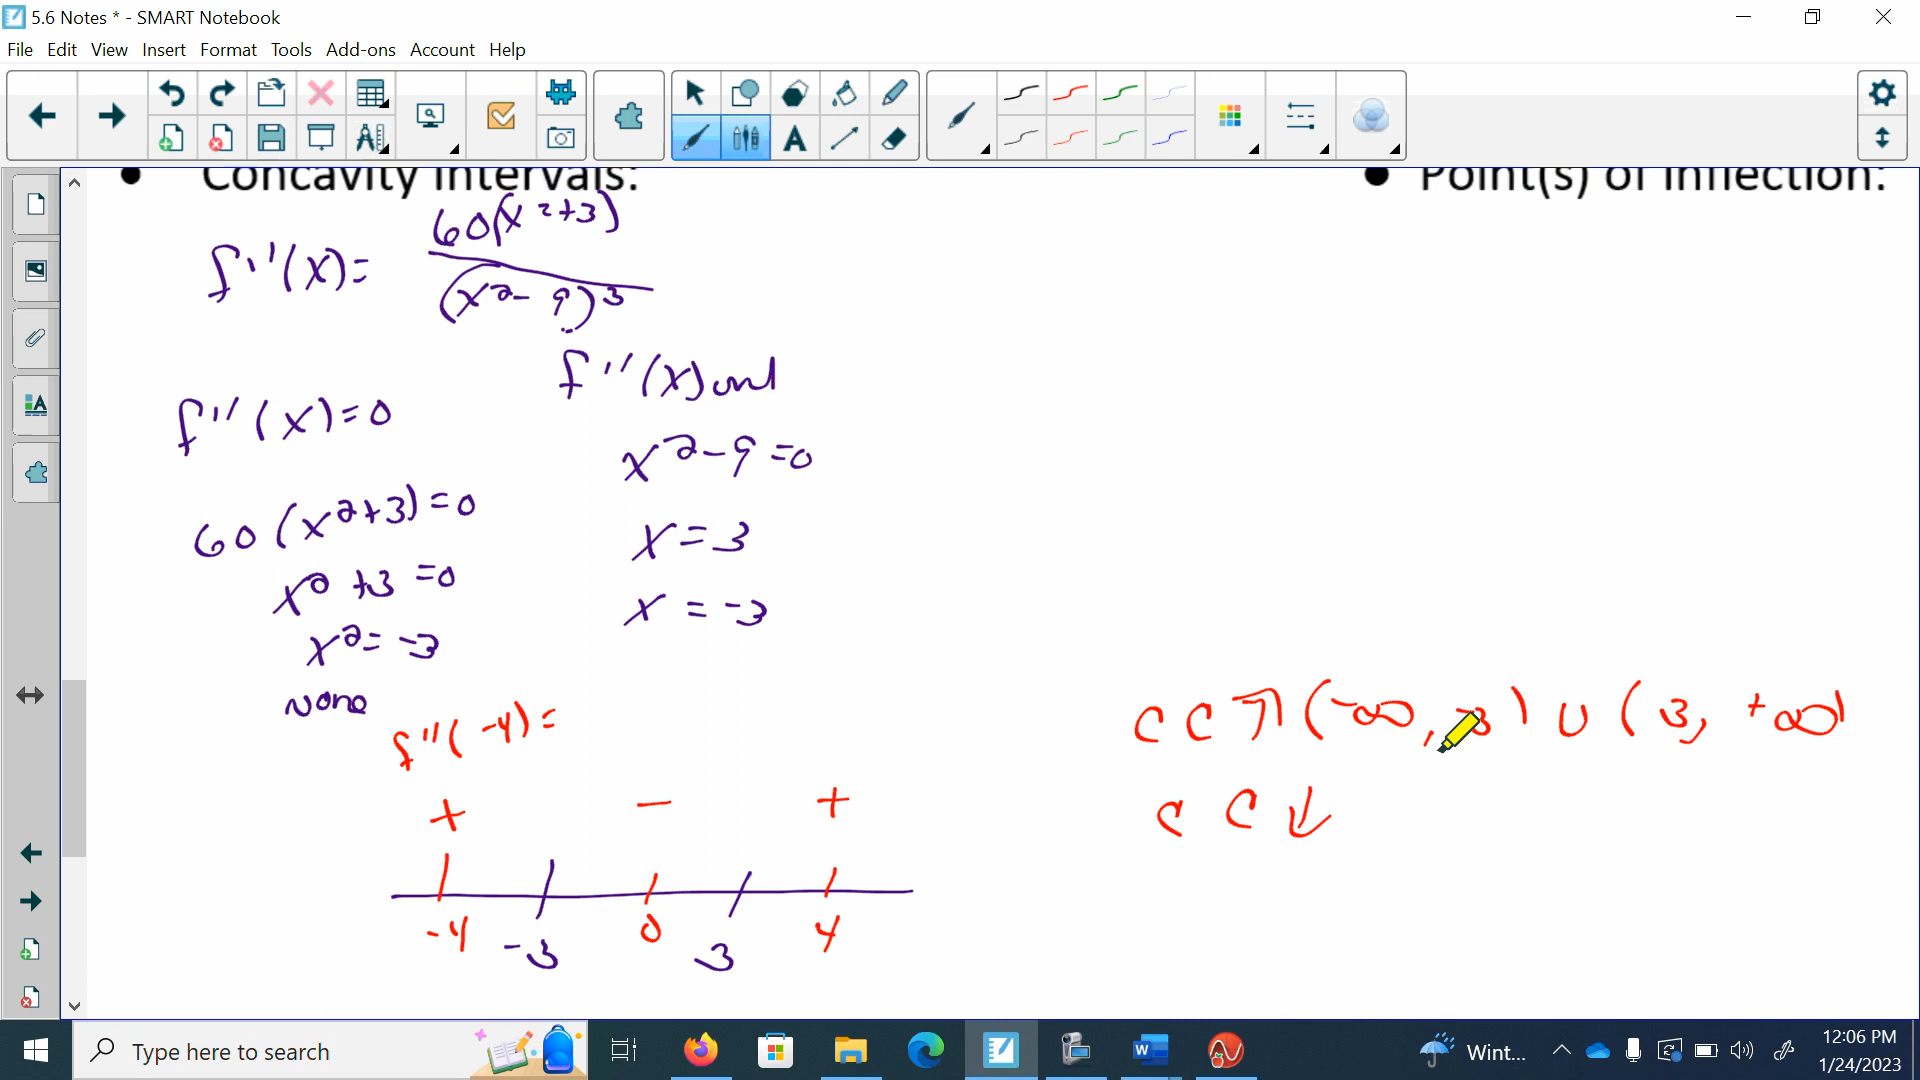 5.6 Notes * - SMART Notebook
File Edit View Insert Format Tools Add-ons Account Help
Concavity Intervals:
Point(s) of Inflection:
f''(x)= 60(x²+3)
(x²-9)³
f''(x) und
f''(x)=0
x²-9=0
60(x²+3)=0
x=3
x²+3=0
x=-3
x²=-3
None
f''(-4)=
CC↑ (-∞,-3) ∪ (3,+∞)
+ - +
CC↓
-4 -3 0 3 4
Type here to search
Wint...
12:06 PM
1/24/2023